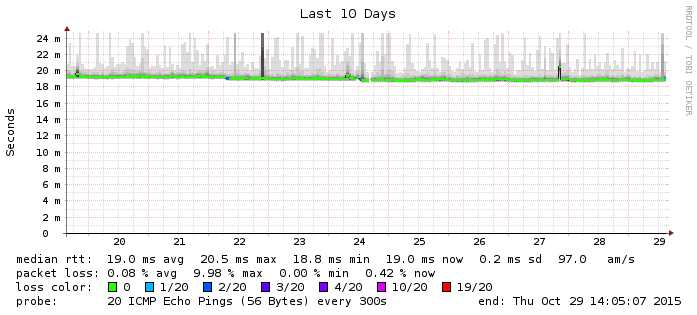 Last 10 Days
RRDTOOL / TOBI OETIKER
Seconds
24 m
22 m
20 m
18 m
16 m
14 m
12 m
10 m
8 m
6 m
4 m
2 m
0
20 21 22 23 24 25 26 27 28 29
median rtt: 19.0 ms avg 20.5 ms max 18.8 ms min 19.0 ms now 0.2 ms sd 97.0 am/s
packet loss: 0.08 % avg 9.98 % max 0.00 % min 0.42 % now
loss color: 0 1/20 2/20 3/20 4/20 10/20 19/20
probe: 20 ICMP Echo Pings (56 Bytes) every 300s end: Thu Oct 29 14:05:07 2015